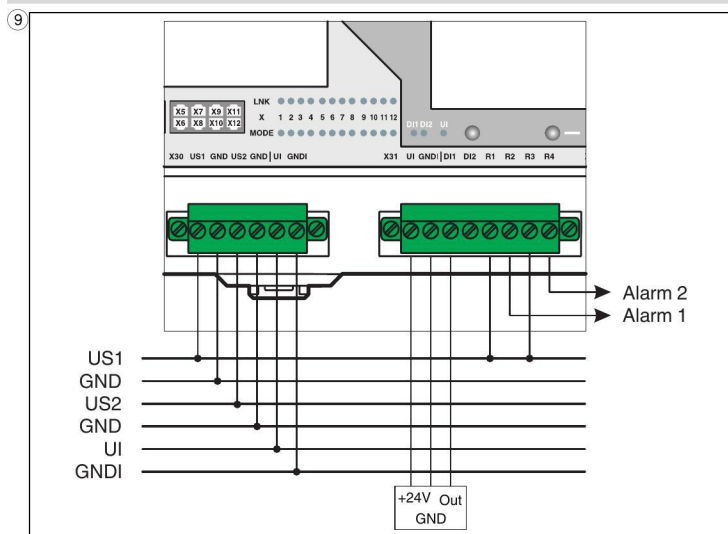 9
LNK
X5 X7 X9 X11
X 1 2 3 4 5 6 7 8 9 10 11 12
X6 X8 X10 X12
MODE
DI1 DI2 UI
X30 US1 GND US2 GND UI GNDI
X31 UI GNDI DI1 DI2 R1 R2 R3 R4
Alarm 2
Alarm 1
US1
GND
US2
GND
UI
GNDI
+24V Out
GND